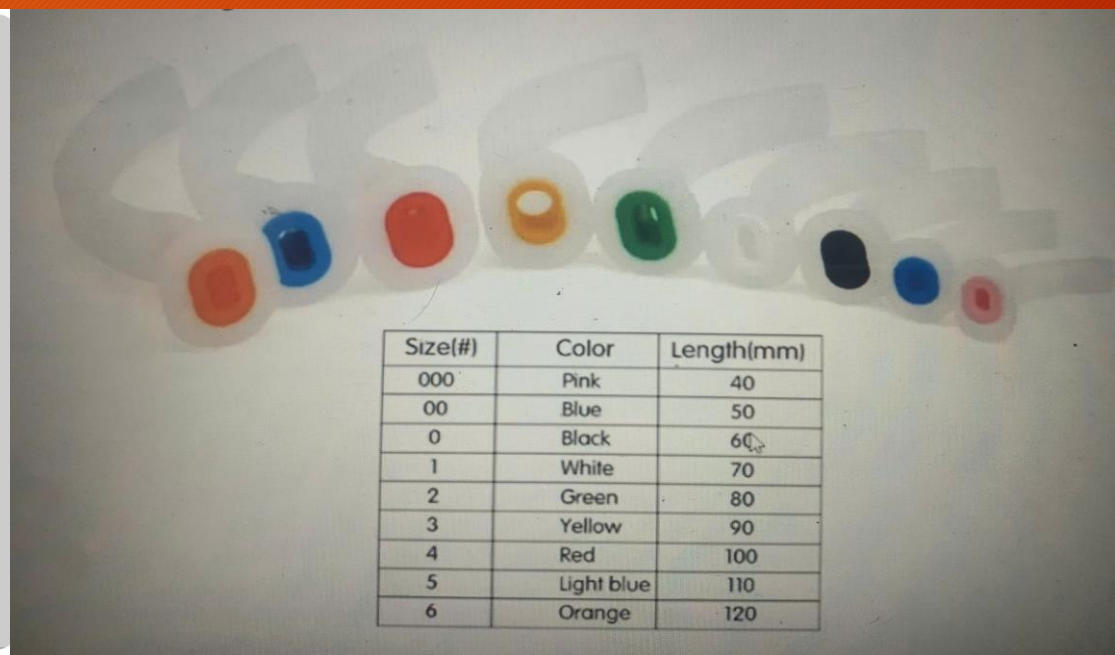 Size(#) Color Length(mm)
000 Pink 40
00 Blue 50
0 Black 60
1 White 70
2 Green 80
3 Yellow 90
4 Red 100
5 Light blue 110
6 Orange 120